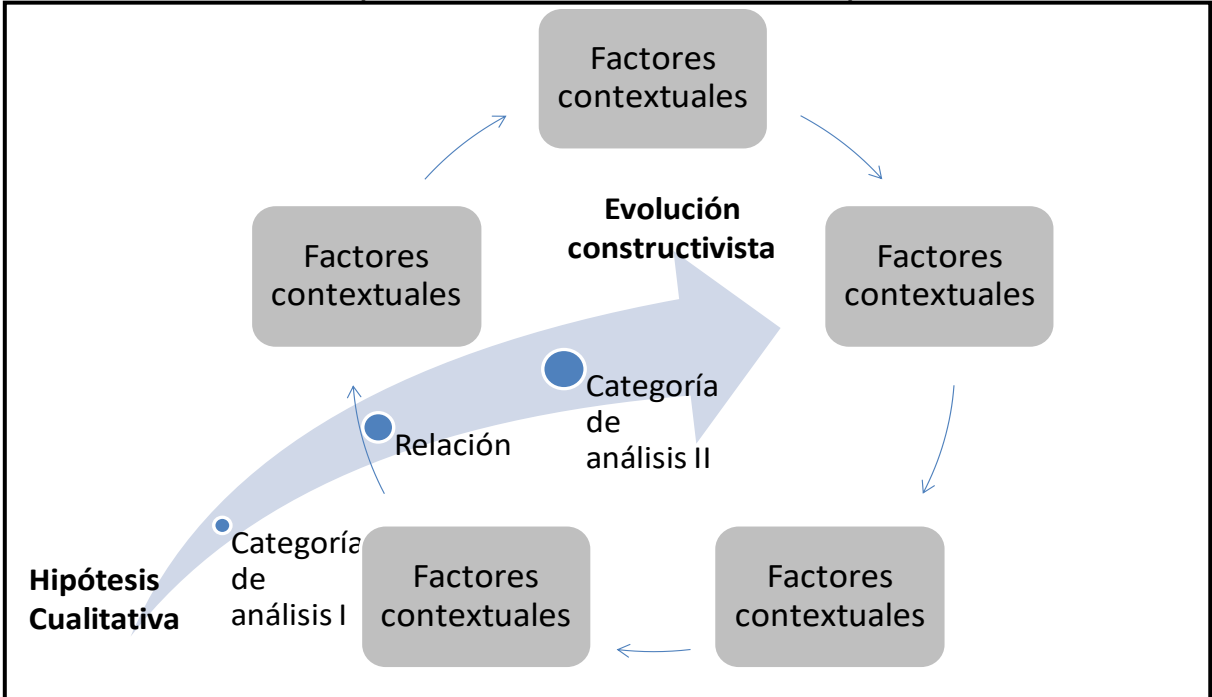 Factores
contextuales
Factores
contextuales
Evolución
constructivista
Factores
contextuales
Categoría
de
análisis II
Relación
Categoría
de
análisis I
Hipótesis
Cualitativa
Factores
contextuales
Factores
contextuales